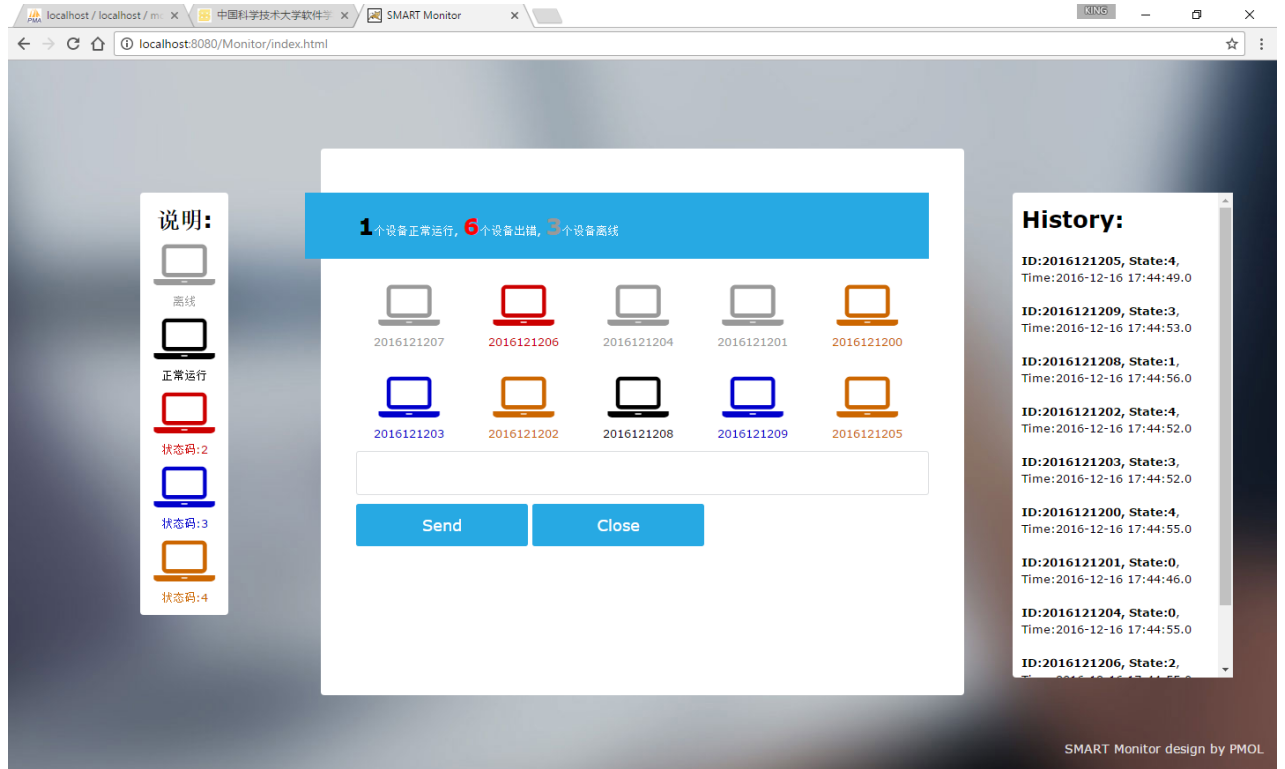 localhost / localhost / m
中国科学技术大学软件学
SMART Monitor
KING
localhost:8080/Monitor/index.html
说明:
离线
正常运行
状态码:2
状态码:3
状态码:4
1个设备正常运行, 6个设备出错, 3个设备离线
2016121207 2016121206 2016121204 2016121201 2016121200
2016121203 2016121202 2016121208 2016121209 2016121205
Send Close
History:
ID:2016121205, State:4,
Time:2016-12-16 17:44:49.0
ID:2016121209, State:3,
Time:2016-12-16 17:44:53.0
ID:2016121208, State:1,
Time:2016-12-16 17:44:56.0
ID:2016121202, State:4,
Time:2016-12-16 17:44:52.0
ID:2016121203, State:3,
Time:2016-12-16 17:44:52.0
ID:2016121200, State:4,
Time:2016-12-16 17:44:55.0
ID:2016121201, State:0,
Time:2016-12-16 17:44:46.0
ID:2016121204, State:0,
Time:2016-12-16 17:44:55.0
ID:2016121206, State:2,
SMART Monitor design by PMOL